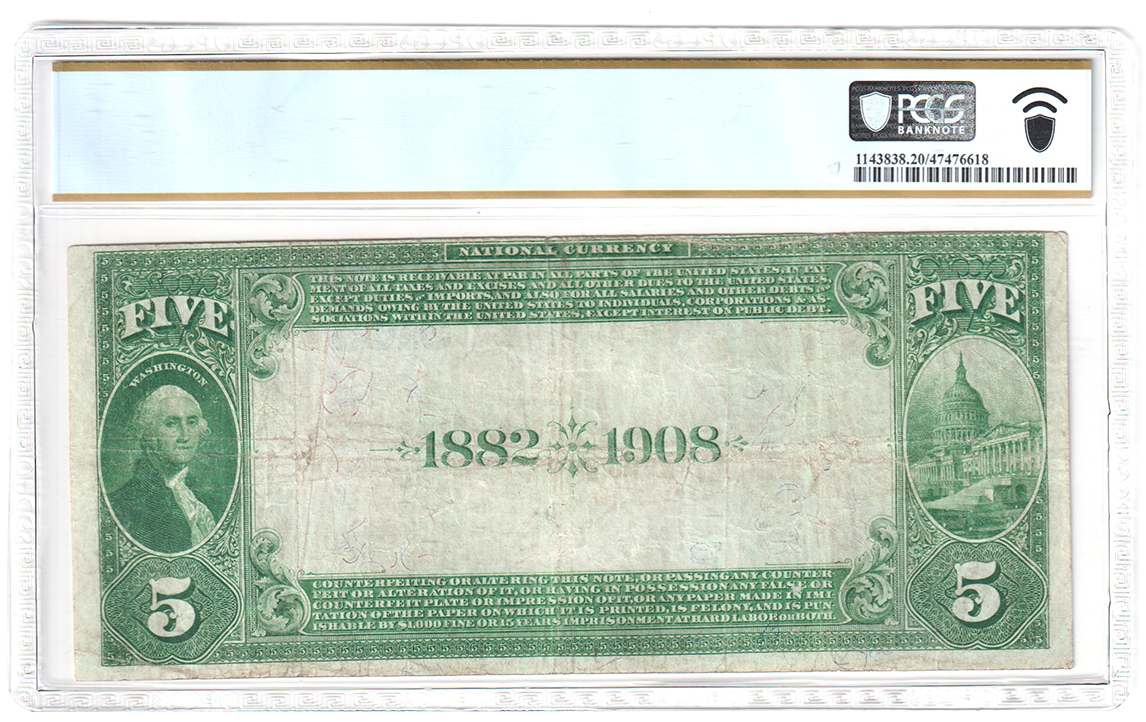 PCGS
BANKNOTE
1143838.20/47476618
NATIONAL CURRENCY
NOTE IS RECEIVABLE AT PAR IN ALL PARTS OF THE UNITED STATES, IN PAY-
MENT OF ALL TAXES AND EXCISES AND ALL OTHER DUES TO THE UNITED STATES
EXCEPT DUTIES ON IMPORTS, AND ALSO FOR ALL SALARIES AND OTHER DEBTS &
DEMANDS OWING BY THE UNITED STATES TO INDIVIDUALS, CORPORATIONS & AS-
SOCIATIONS WITHIN THE UNITED STATES, EXCEPT INTEREST ON PUBLIC DEBT.
FIVE
FIVE
WASHINGTON
1882 1908
COUNTERFEITING OR ALTERING THIS NOTE, OR PASSING ANY COUNTER
FEIT OR ALTERATION OF IT, OR HAVING IN POSSESSION ANY FALSE OR
COUNTERFEIT PLATE OR IMPRESSION OF IT, OR ANY PAPER MADE IN IMI
TATION OF THE PAPER ON WHICH IT IS PRINTED, IS FELONY, AND IS PUN
ISHABLE BY $1,000 FINE OR 15 YEARS IMPRISONMENT AT HARD LABOR OR BOTH.
5
5